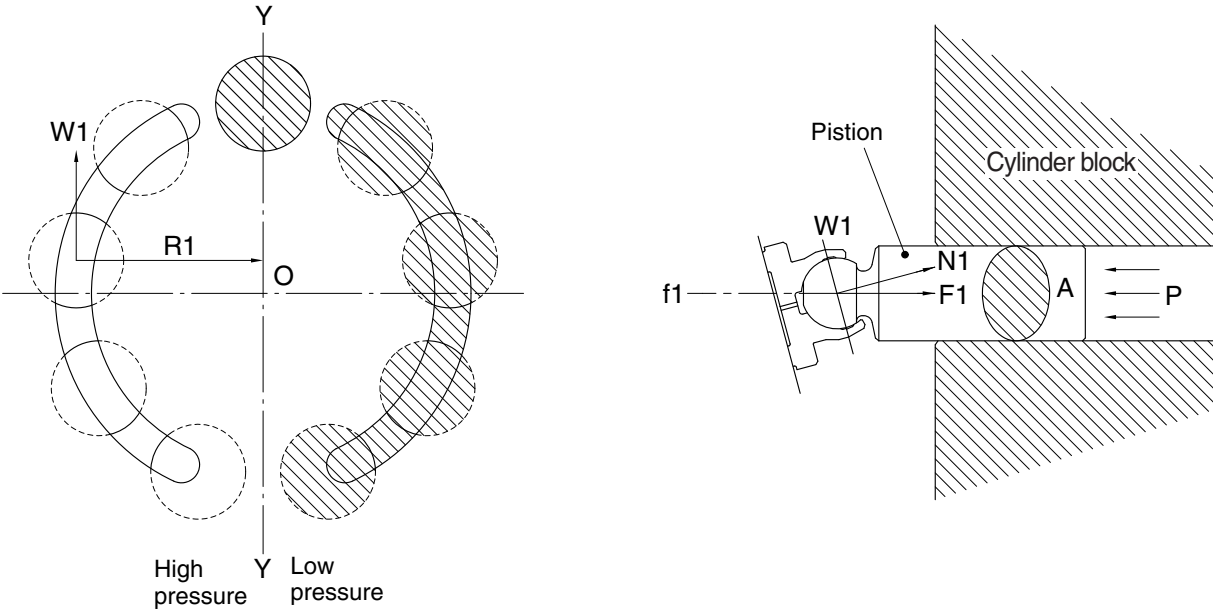 Y
W1
R1
O
High
pressure
Y
Low
pressure
Pistion
Cylinder block
W1
N1
f1
F1
A
P